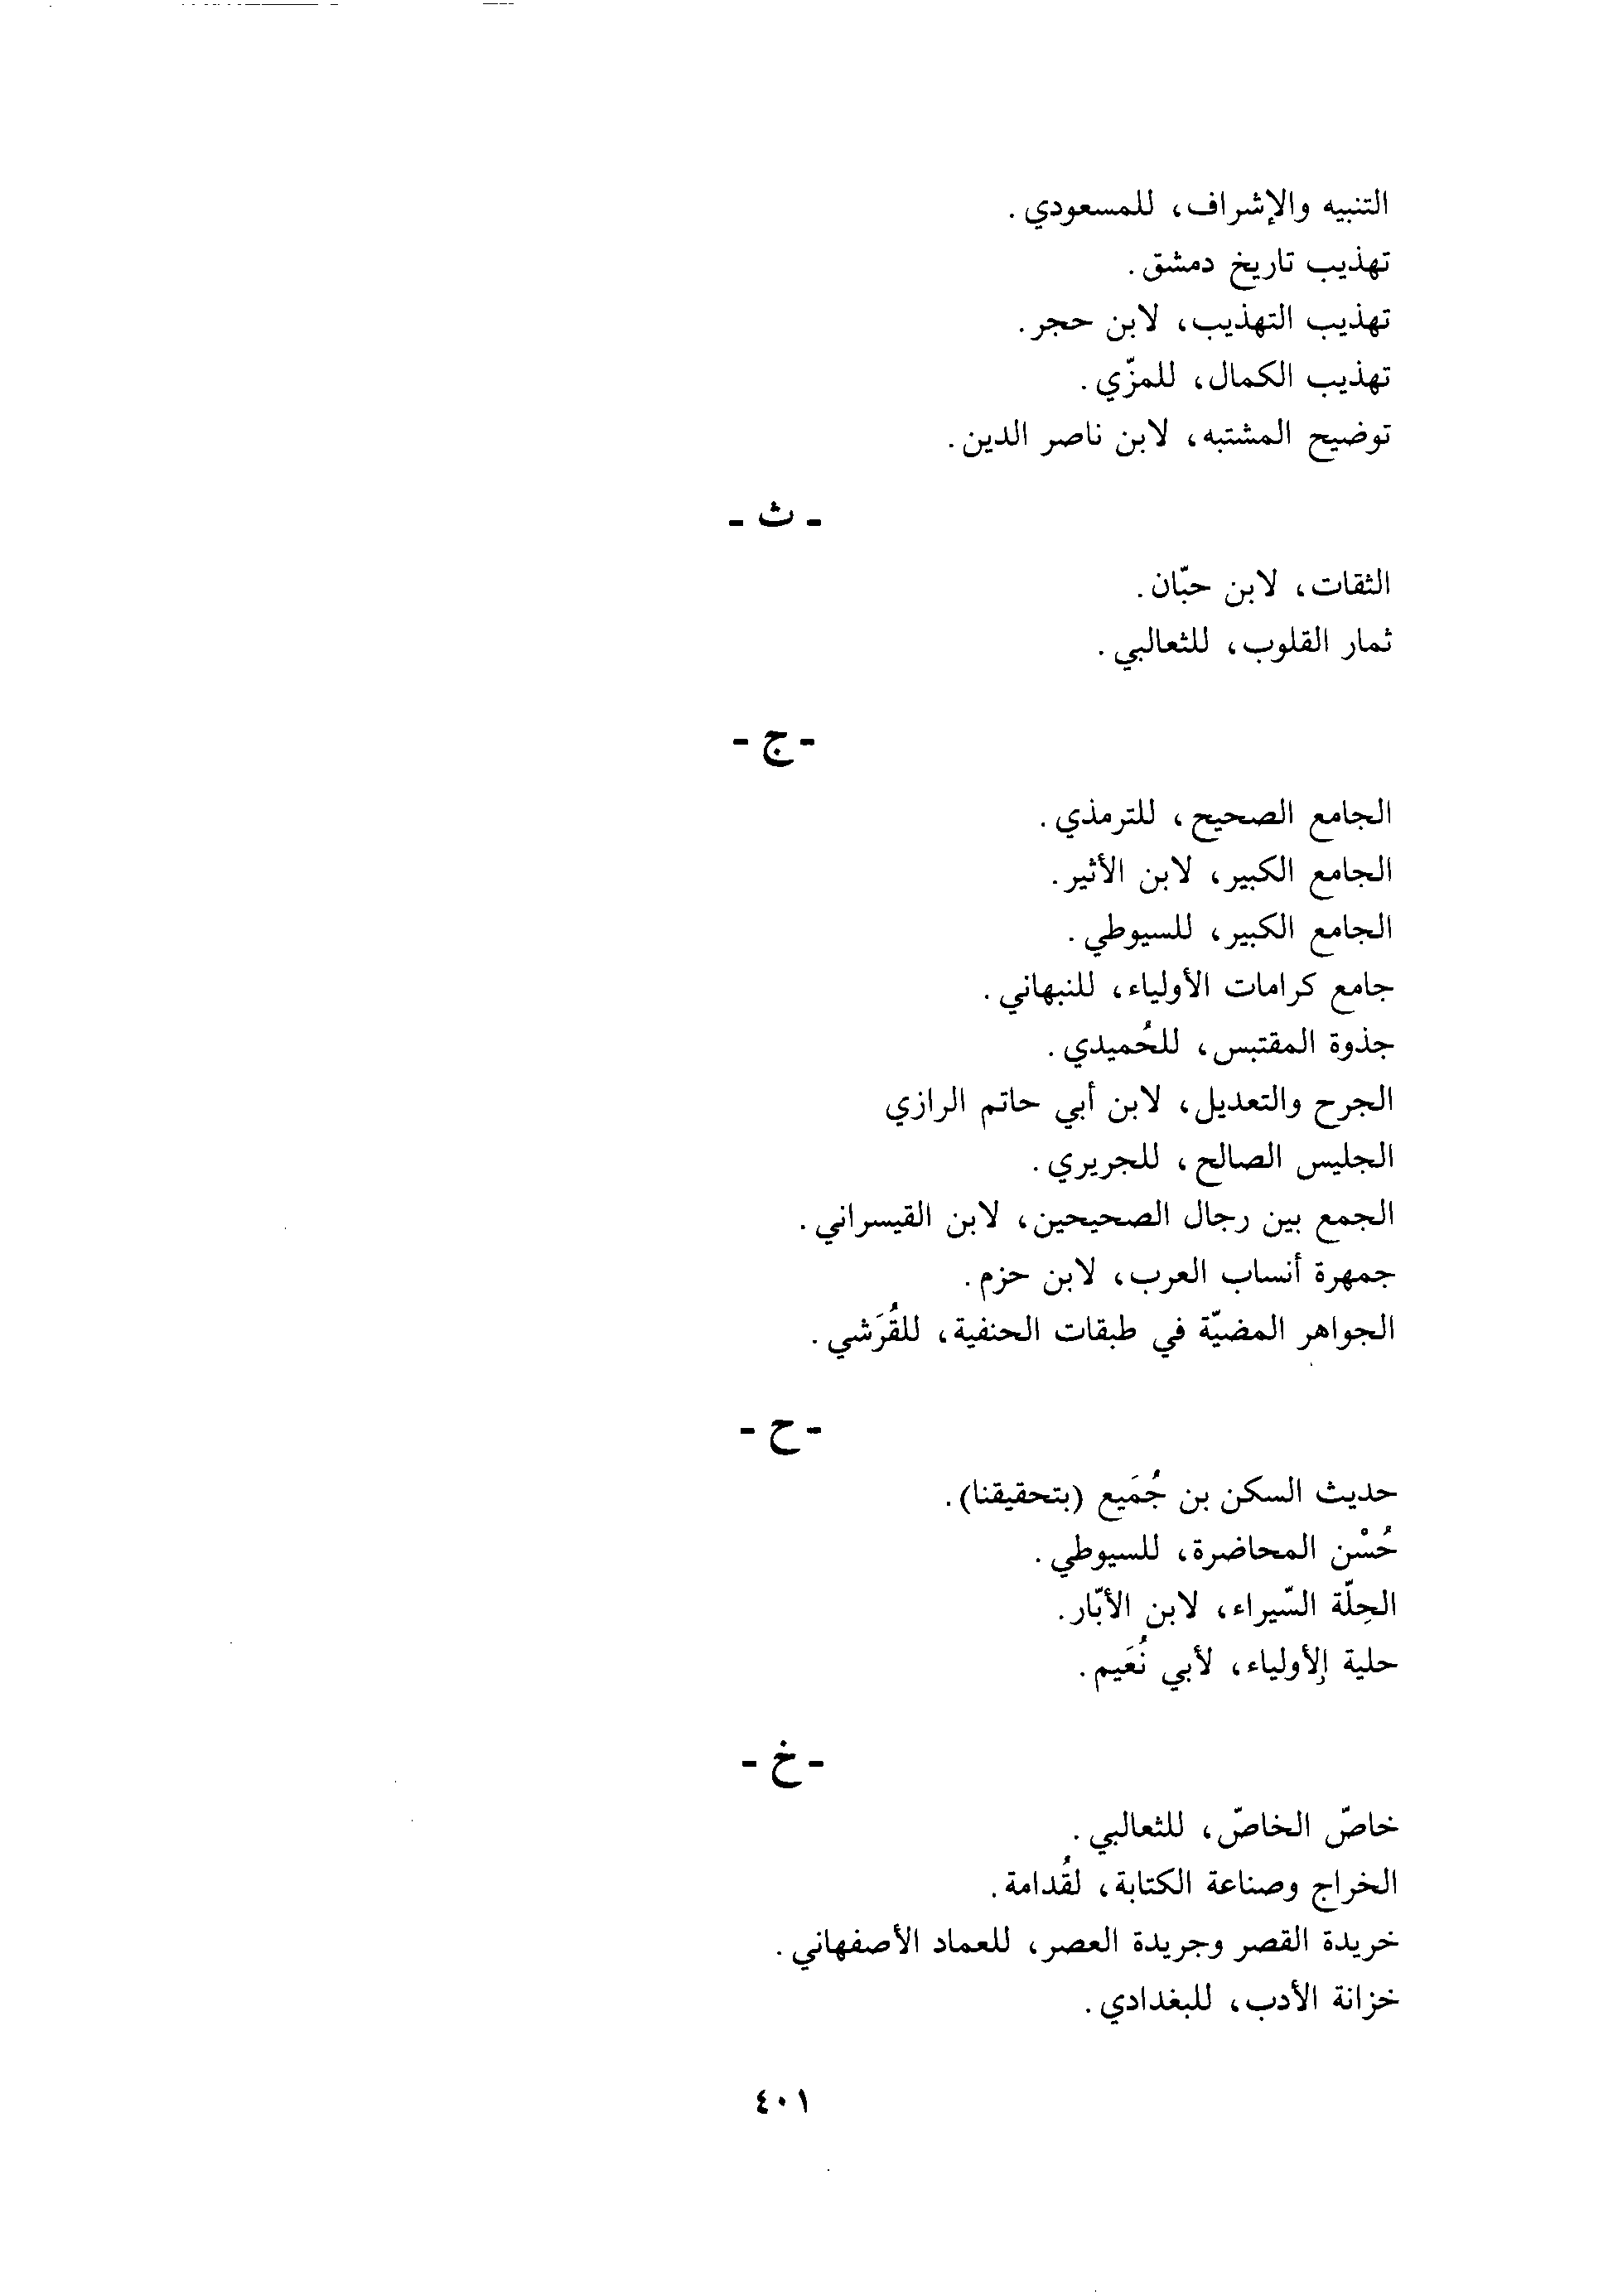 التنبيه والإشراف، للمسعودي.
تهذيب تاريخ دمشق.
تهذيب التهذيب، لابن حجر.
تهذيب الكمال، للمزّي.
توضيح المشتبه، لابن ناصر الدين.
- ث -
الثقات، لابن حبّان.
ثمار القلوب، للثعالبي.
- ج -
الجامع الصحيح، للترمذي.
الجامع الكبير، لابن الأثير.
الجامع الكبير، للسيوطي.
جامع كرامات الأولياء، للنبهاني.
جذوة المقتبس، للحُميدي.
الجرح والتعديل، لابن أبي حاتم الرازي
الجليس الصالح، للجريري.
الجمع بين رجال الصحيحين، لابن القيسراني.
جمهرة أنساب العرب، لابن حزم.
الجواهر المضيّة في طبقات الحنفية، للقُرَشي.
- ح -
حديث السكن بن جُمَيع (بتحقيقنا).
حُسْن المحاضرة، للسيوطي.
الحِلّة السّيراء، لابن الأبّار.
حلية الأولياء، لأبي نُعَيم.
- خ -
خاصّ الخاصّ، للثعالبي.
الخراج وصناعة الكتابة، لقُدامة.
خريدة القصر وجريدة العصر، للعماد الأصفهاني.
خزانة الأدب، للبغدادي.
٤٠١